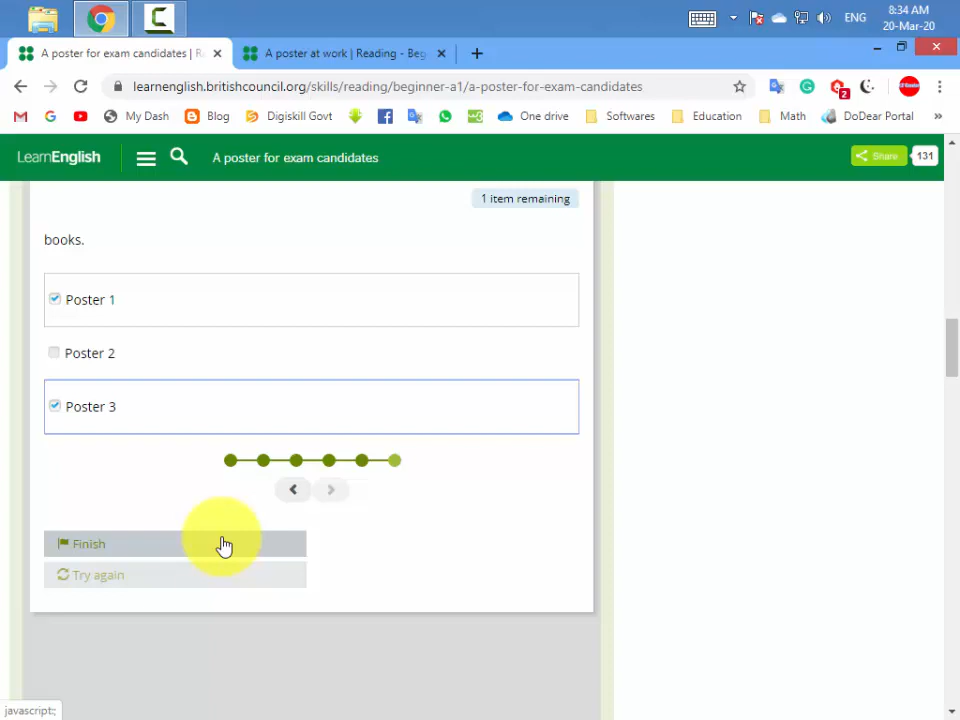 8:34 AM
ENG
20-Mar-20
A poster for exam candidates | R
A poster at work | Reading - Beg
learnenglish.britishcouncil.org/skills/reading/beginner-a1/a-poster-for-exam-candidates
2
My Dash
Blog
Digiskill Govt
One drive
Softwares
Education
Math
DoDear Portal
»
LearnEnglish
A poster for exam candidates
Share
131
1 item remaining
books.
Poster 1
Poster 2
Poster 3
Finish
Try again
javascript:;